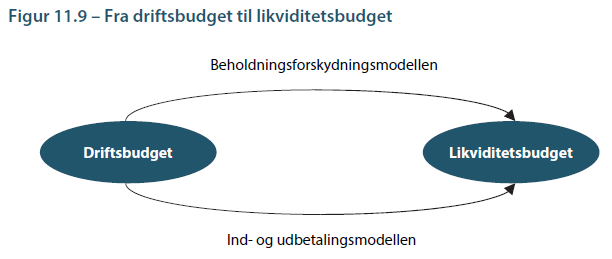 Figur 11.9 – Fra driftsbudget til likviditetsbudget
Beholdningsforskydningsmodellen
Driftsbudget
Likviditetsbudget
Ind- og udbetalingsmodellen